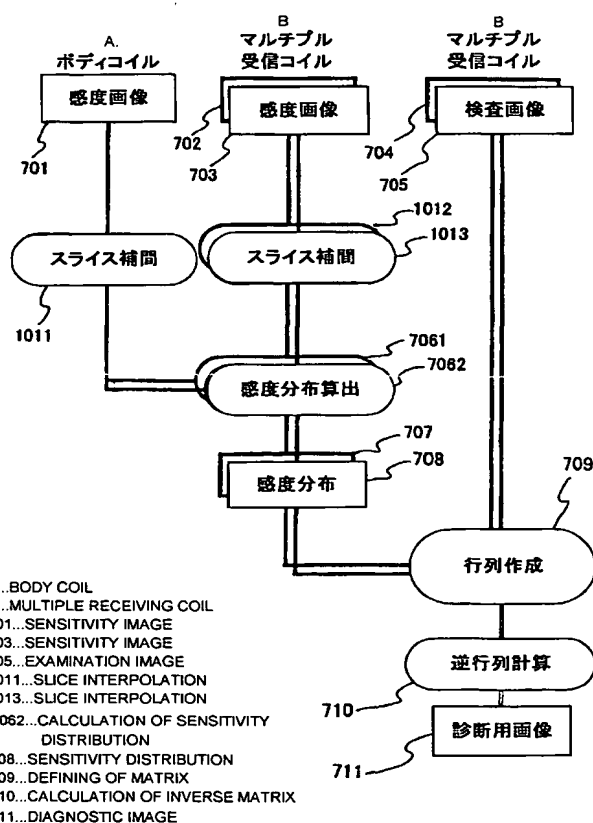 A.
ボディコイル
B
マルチプル
受信コイル
B
マルチプル
受信コイル
感度画像
701
感度画像
702
703
検査画像
704
705
1012
1013
スライス補間
1011
スライス補間
7061
7062
感度分布算出
707
708
感度分布
709
行列作成
逆行列計算
710
診断用画像
711
...BODY COIL
...MULTIPLE RECEIVING COIL
01...SENSITIVITY IMAGE
03...SENSITIVITY IMAGE
05...EXAMINATION IMAGE
011...SLICE INTERPOLATION
013...SLICE INTERPOLATION
062...CALCULATION OF SENSITIVITY
DISTRIBUTION
08...SENSITIVITY DISTRIBUTION
09...DEFINING OF MATRIX
10...CALCULATION OF INVERSE MATRIX
11...DIAGNOSTIC IMAGE